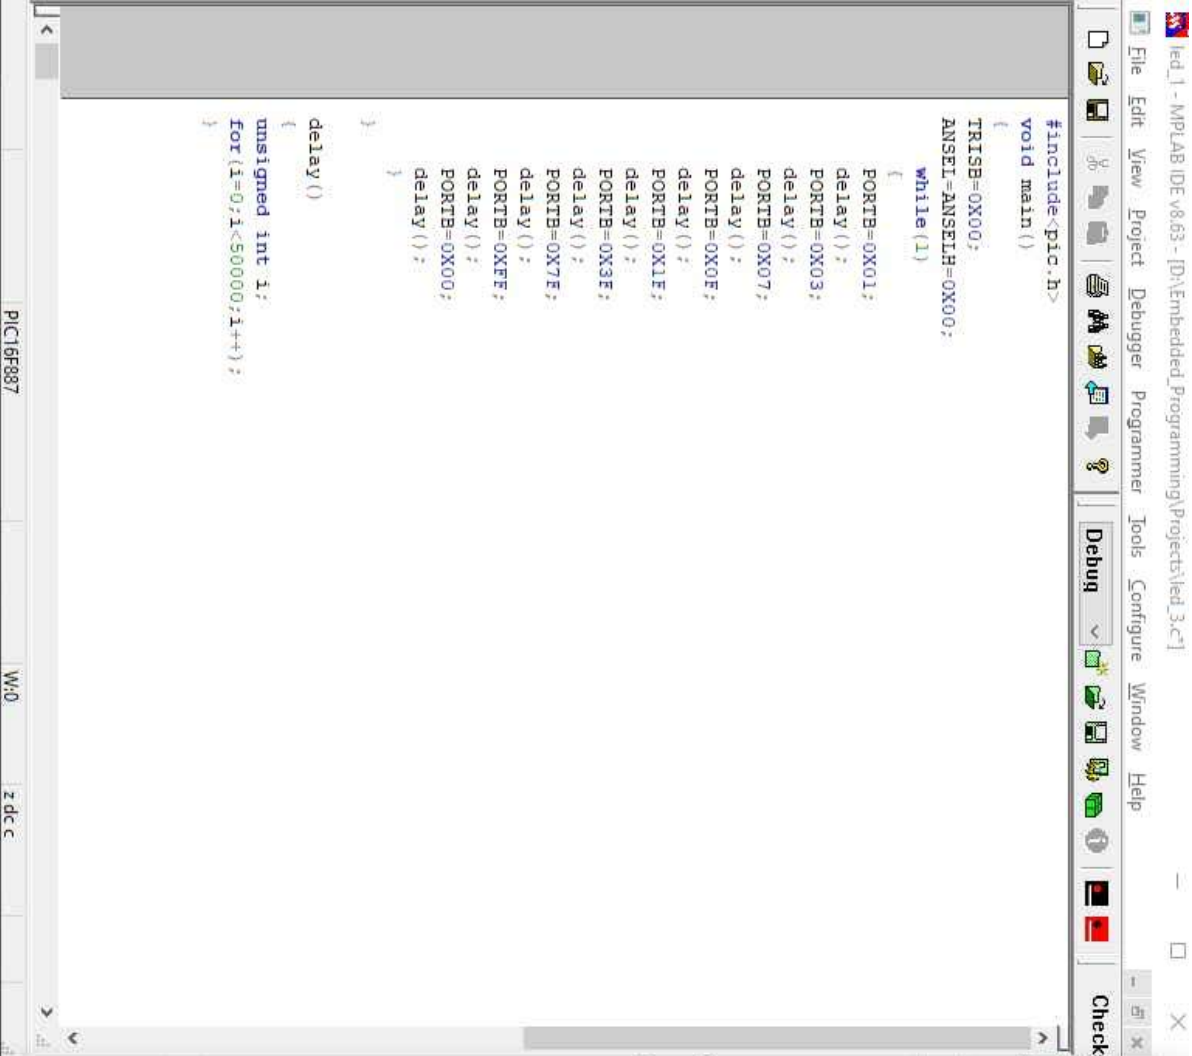 led_1 - MPLAB IDE v8.63 - [D:\Embedded_Programming\Projects\led_3.c*]
File Edit View Project Debugger Programmer Tools Configure Window Help
Debug Check
#include<pic.h>
void main()
{
TRISB=0X00;
ANSEL=ANSELH=0X00;
while(1)
{
PORTB=0X01;
delay();
PORTB=0X03;
delay();
PORTB=0X07;
delay();
PORTB=0X0F;
delay();
PORTB=0X1F;
delay();
PORTB=0X3F;
delay();
PORTB=0X7F;
delay();
PORTB=0XFF;
delay();
PORTB=0X00;
delay();
}
}
delay()
{
unsigned int i;
for(i=0;i<50000;i++);
}
PIC16F887 W:0 z dc c